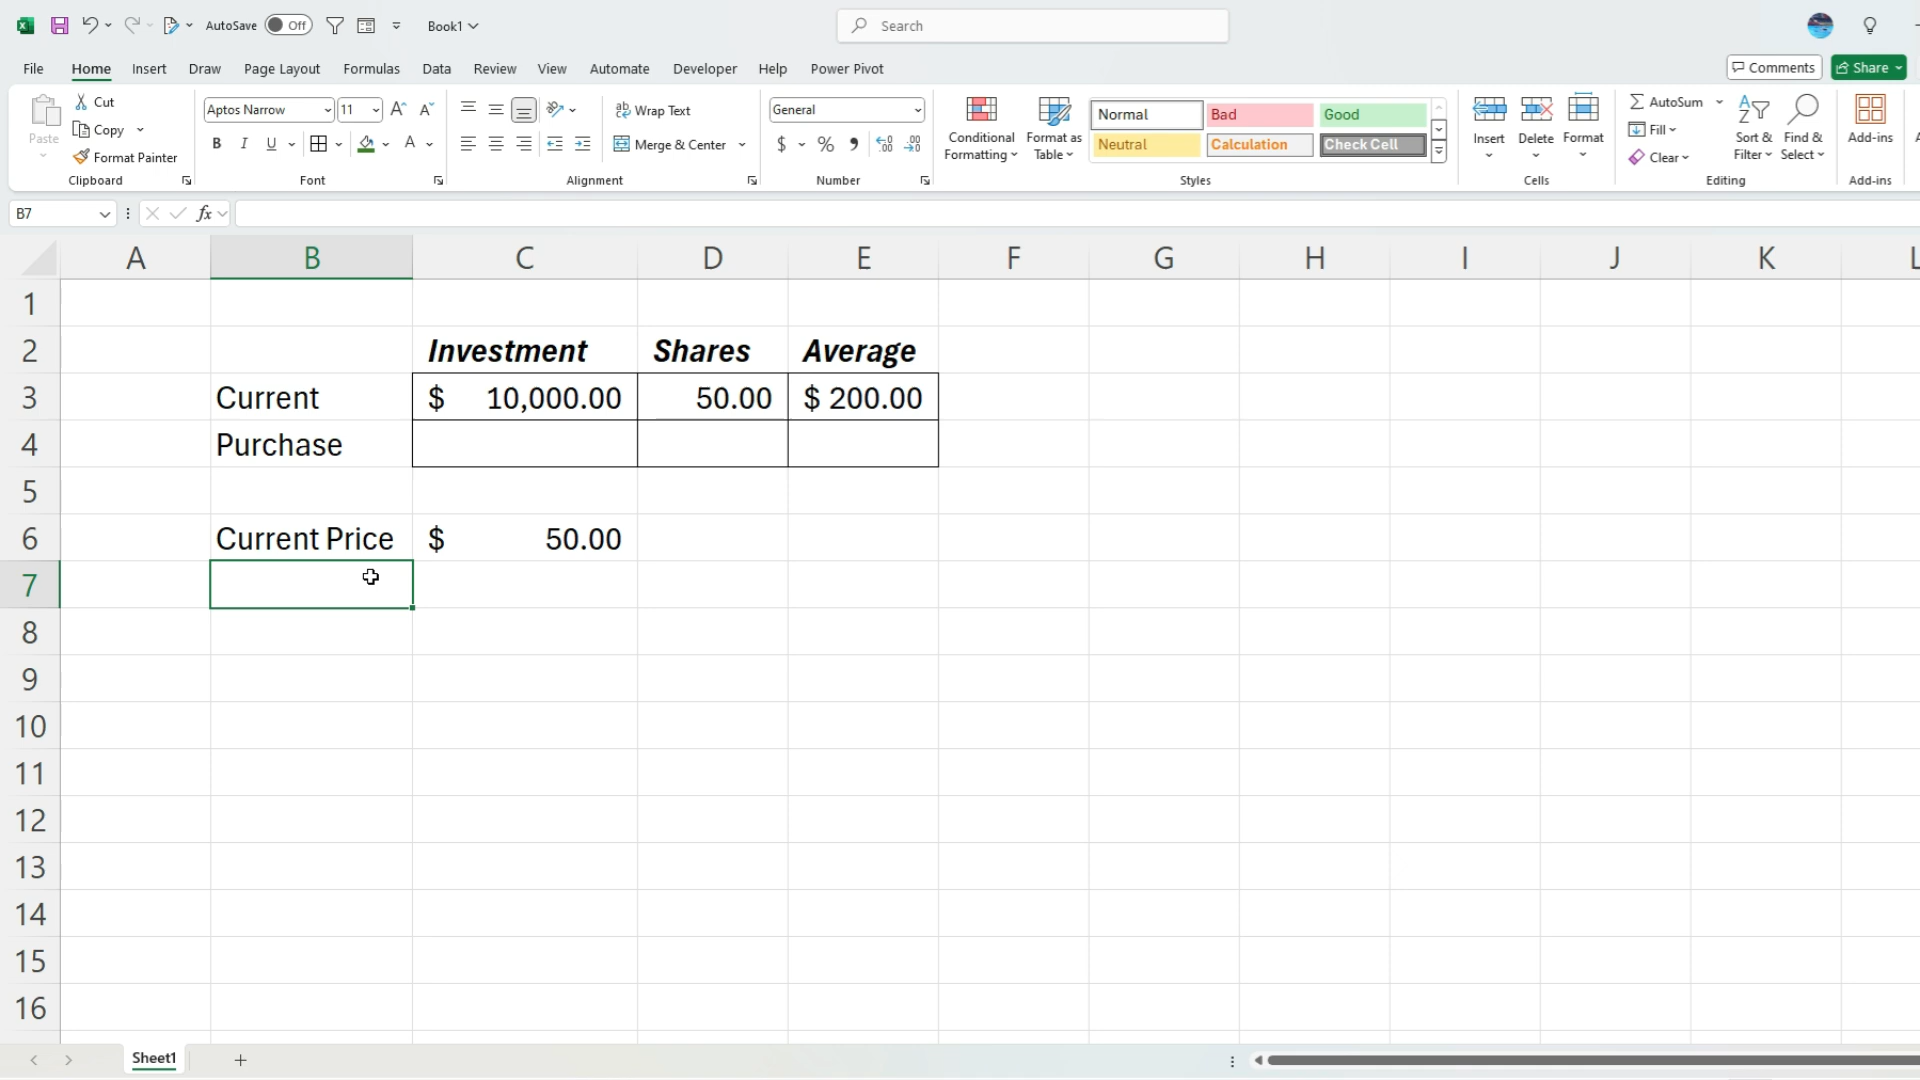 AutoSave Off Book1 Search
File Home Insert Draw Page Layout Formulas Data Review View Automate Developer Help Power Pivot Comments Share
Paste
Cut
Copy
Format Painter
Clipboard
Aptos Narrow 11
B I U A
Font
Wrap Text
Merge & Center
Alignment
General
$ % 9
Number
Conditional Formatting
Format as Table
Normal Bad Good
Neutral Calculation Check Cell
Styles
Insert Delete Format
Cells
AutoSum
Fill
Clear
Sort & Filter
Find & Select
Editing
Add-ins
Add-ins
B7 fx
A B C D E F G H I J K L
1
2 Investment Shares Average
3 Current $ 10,000.00 50.00 $ 200.00
4 Purchase
5
6 Current Price $ 50.00
7
8
9
10
11
12
13
14
15
16
Sheet1